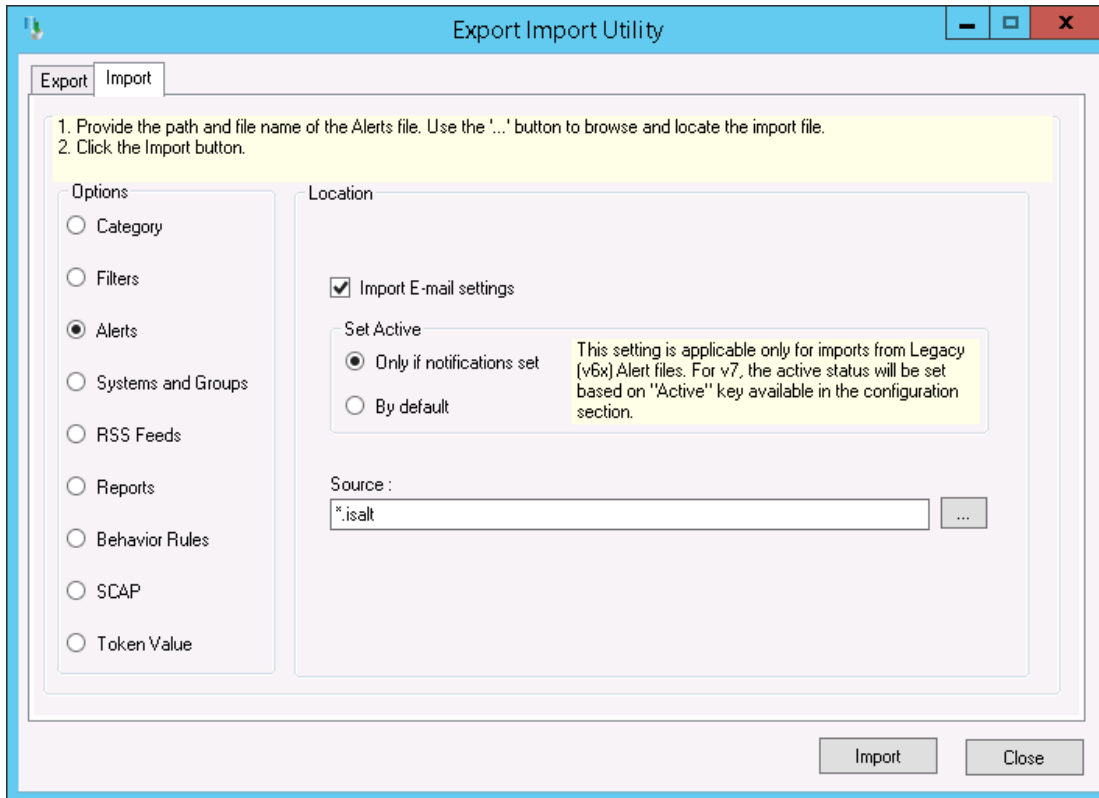 Export Import Utility
Export
Import
1. Provide the path and file name of the Alerts file. Use the '...' button to browse and locate the import file.
2. Click the Import button.
Options
Category
Filters
Alerts
Systems and Groups
RSS Feeds
Reports
Behavior Rules
SCAP
Token Value
Location
Import E-mail settings
Set Active
Only if notifications set
By default
This setting is applicable only for imports from Legacy
(v6x) Alert files. For v7, the active status will be set
based on "Active" key available in the configuration
section.
Source :
*.isalt
...
Import
Close